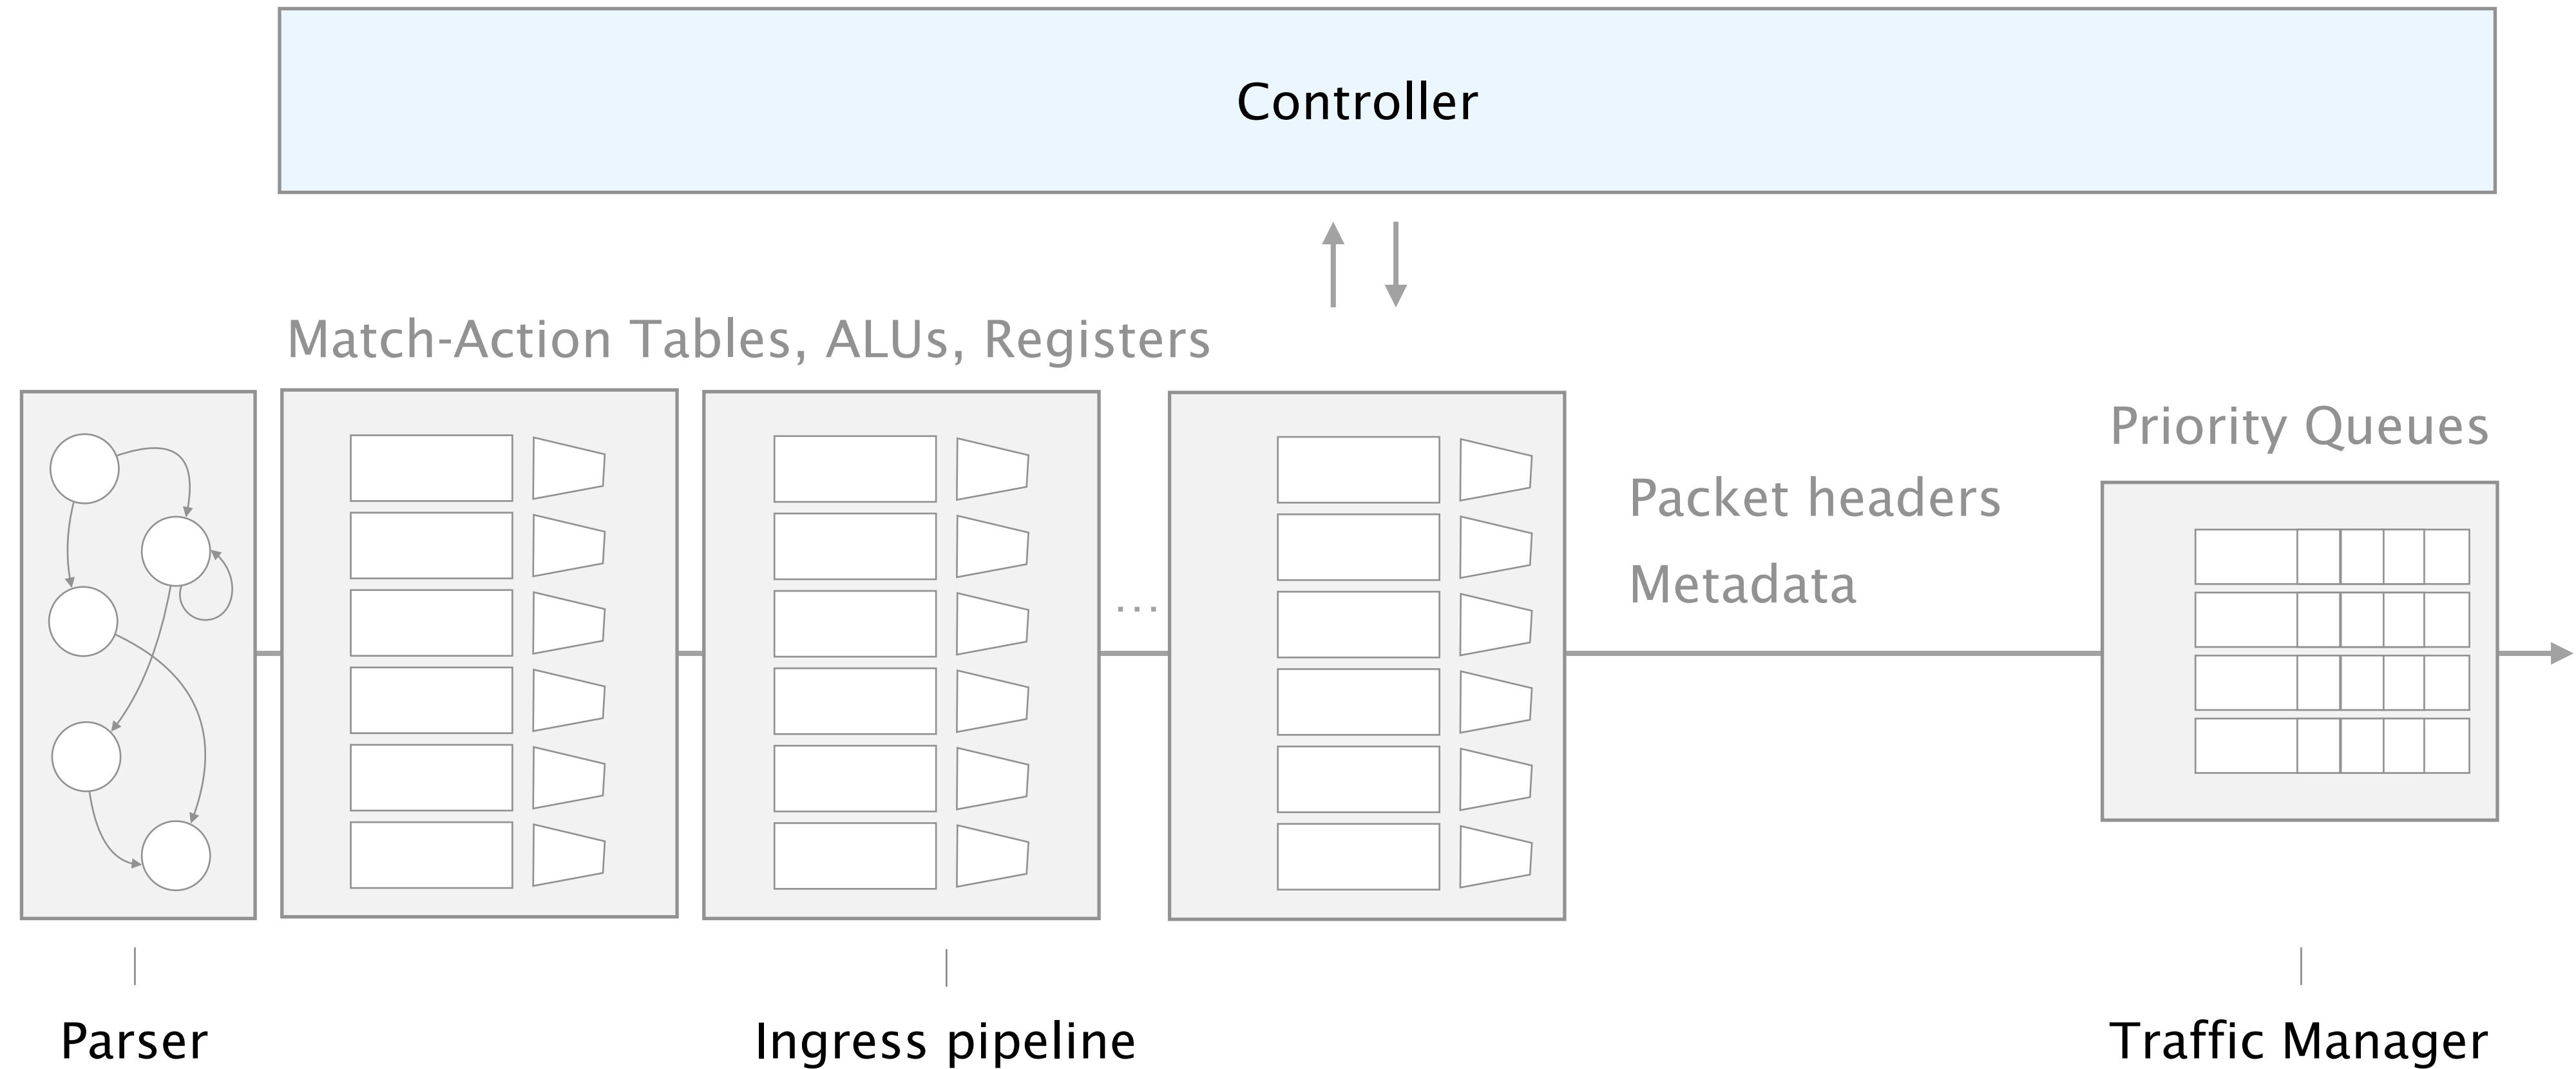 Controller
Match-Action Tables, ALUs, Registers
Priority Queues
Packet headers
Metadata
...
Parser
Ingress pipeline
Traffic Manager